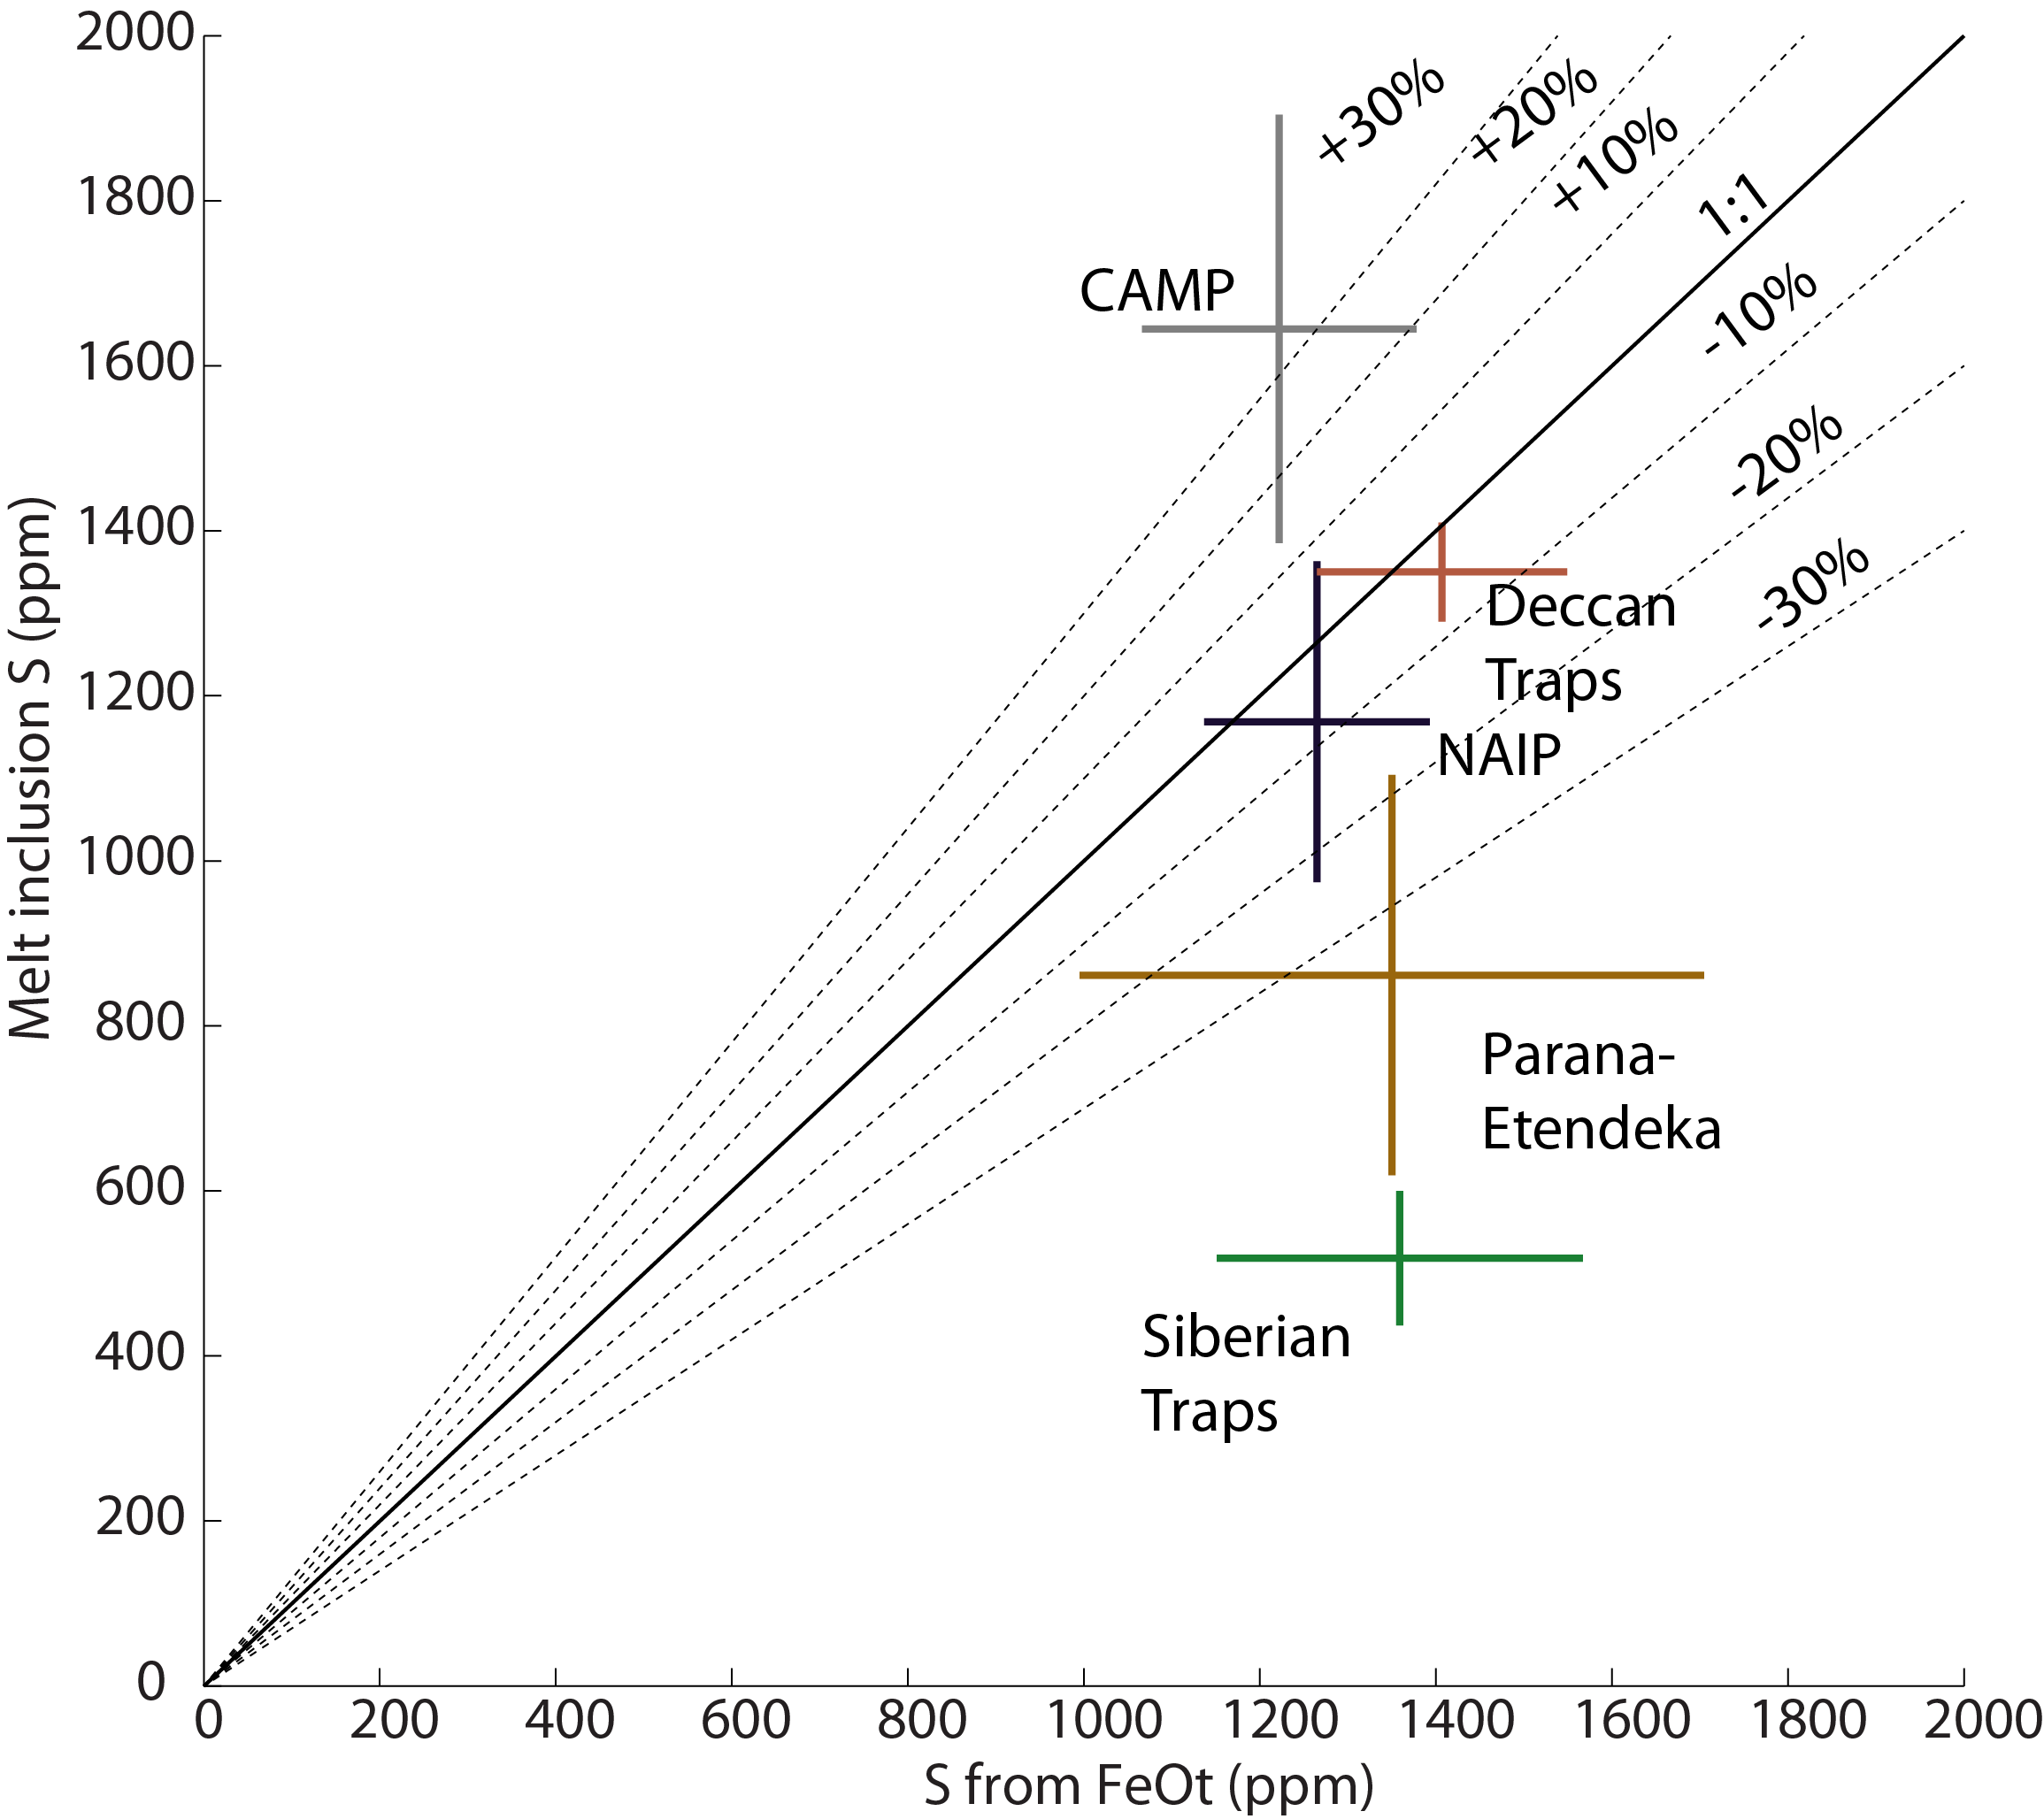 2000
1800
1600
1400
1200
1000
800
600
400
200
0
Melt inclusion S (ppm)
+30%
+20%
+10%
1:1
-10%
-20%
-30%
CAMP
Deccan
Traps
NAIP
Parana-
Etendeka
Siberian
Traps
0 200 400 600 800 1000 1200 1400 1600 1800 2000
S from FeOt (ppm)